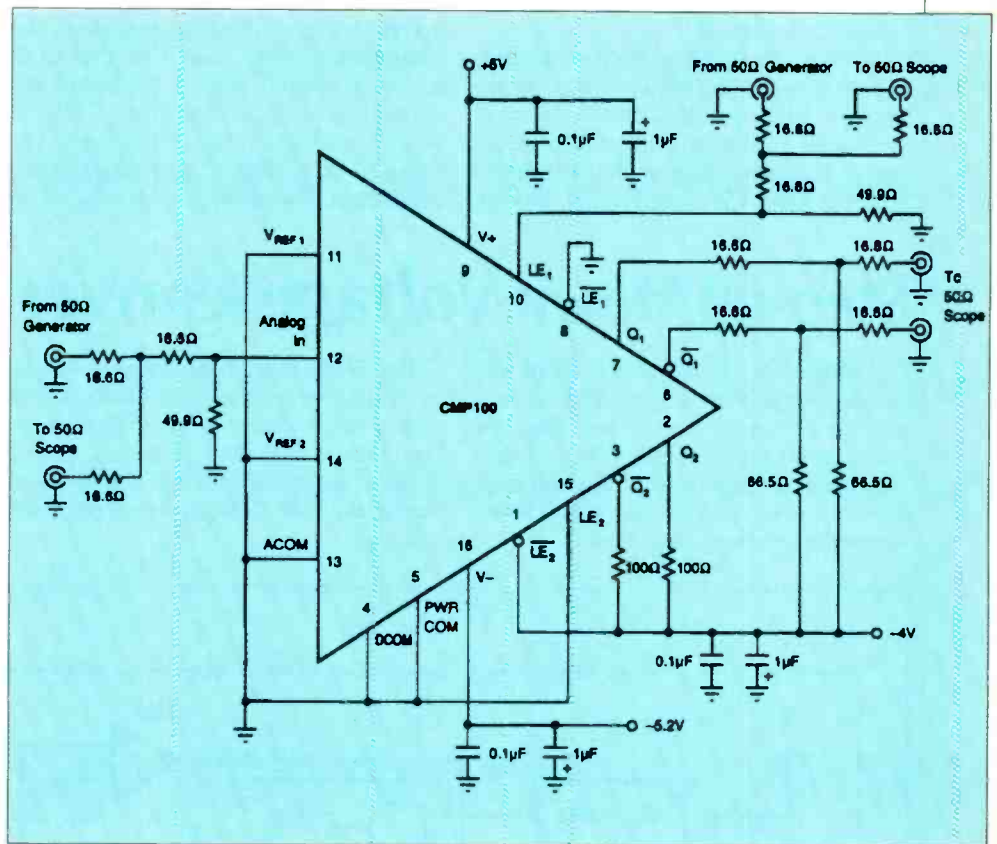 +5V
From 50Ω Generator
To 50Ω Scope
0.1µF
+
1µF
16.6Ω
16.6Ω
16.6Ω
49.9Ω
V REF 1
11
V+
9
LE1
10
LE1
8
Q1
7
Q1
6
16.6Ω
16.6Ω
16.6Ω
16.6Ω
To
50Ω
Scope
From 50Ω
Generator
16.6Ω
16.6Ω
Analog
In
12
49.9Ω
To 50Ω
Scope
16.6Ω
CMP100
V REF 2
14
2
Q2
3
Q2
15
LE2
1
LE2
16
V-
66.5Ω
66.5Ω
100Ω
100Ω
ACOM
13
5
PWR
COM
4
DCOM
–4V
0.1µF
1µF
+
–5.2V
0.1µF
1µF
+